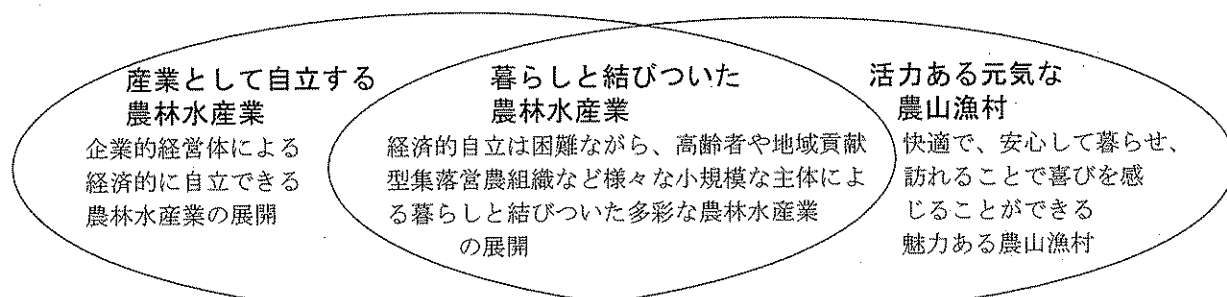 産業として自立する
農林水産業
企業的経営体による
経済的に自立できる
農林水産業の展開
暮らしと結びついた
農林水産業
経済的自立は困難ながら、高齢者や地域貢献
型集落営農組織など様々な小規模な主体によ
る暮らしと結びついた多彩な農林水産業
の展開
活力ある元気な
農山漁村
快適で、安心して暮らせ、
訪れることで喜びを感
じることができる
魅力ある農山漁村